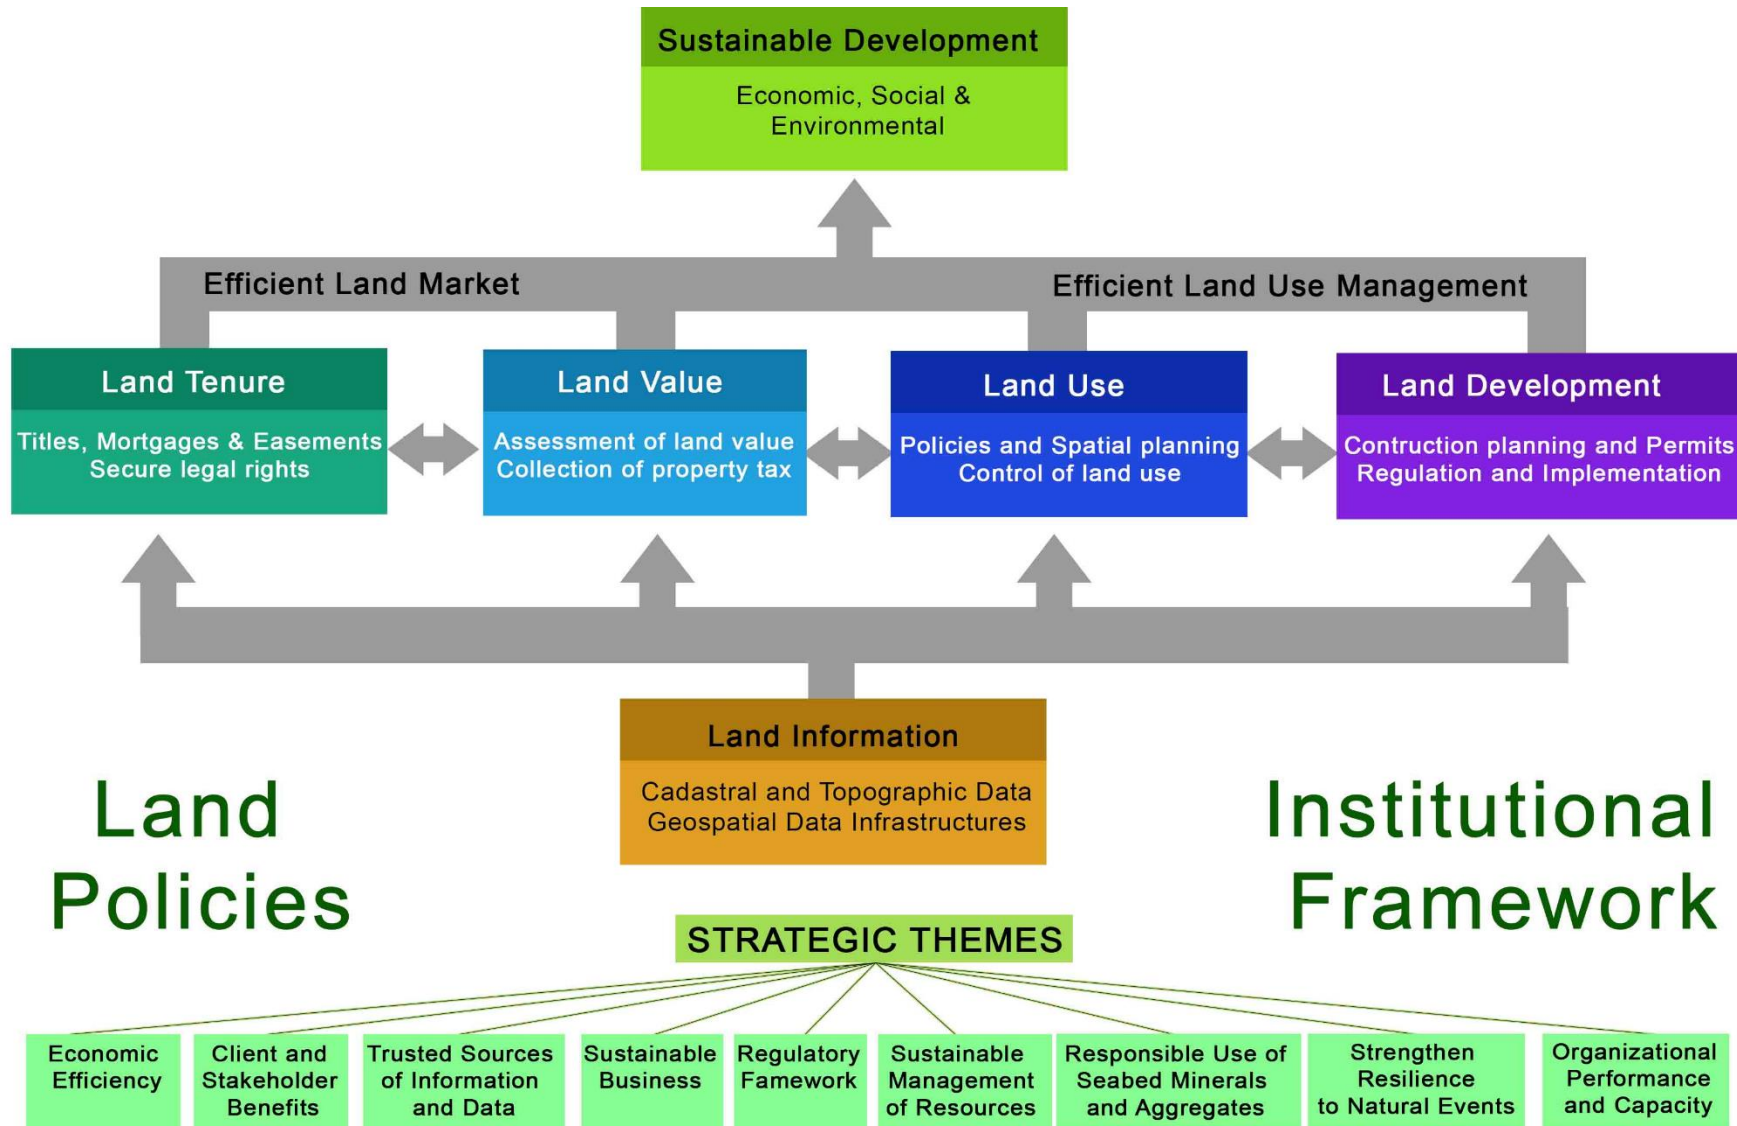 Sustainable Development
Economic, Social &
Environmental
Efficient Land Market
Efficient Land Use Management
Land Tenure
Titles, Mortgages & Easements
Secure legal rights
Land Value
Assessment of land value
Collection of property tax
Land Use
Policies and Spatial planning
Control of land use
Land Development
Contruction planning and Permits
Regulation and Implementation
Land Information
Cadastral and Topographic Data
Geospatial Data Infrastructures
Land
Policies
Institutional
Framework
STRATEGIC THEMES
Economic
Efficiency
Client and
Stakeholder
Benefits
Trusted Sources
of Information
and Data
Sustainable
Business
Regulatory
Famework
Sustainable
Management
of Resources
Responsible Use of
Seabed Minerals
and Aggregates
Strengthen
Resilience
to Natural Events
Organizational
Performance
and Capacity